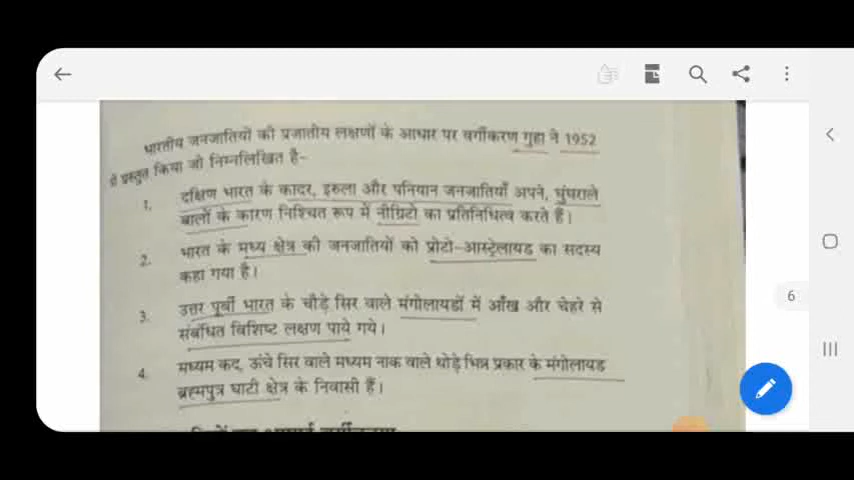 भारतीय जनजातियों की प्रजातीय लक्षणों के आधार पर वर्गीकरण गुहा ने 1952
प्रस्तुत किया जो निम्नलिखित है-
1. दक्षिण भारत के कादर, इरुला और पनियान जनजातियाँ अपने, घुंघराले
बालों के कारण निश्चित रूप में नीग्रिटो का प्रतिनिधित्व करते हैं।
2. भारत के मध्य क्षेत्र की जनजातियों को प्रोटो-आस्ट्रेलायड का सदस्य
कहा गया है।
3. उत्तर पूर्वी भारत के चौड़े सिर वाले मंगोलायडों में आँख और चेहरे से
संबंधित विशिष्ट लक्षण पाये गये।
4. मध्यम कद, ऊंचे सिर वाले मध्यम नाक वाले थोड़े भिन्न प्रकार के मंगोलायड
ब्रह्मपुत्र घाटी क्षेत्र के निवासी हैं।
6